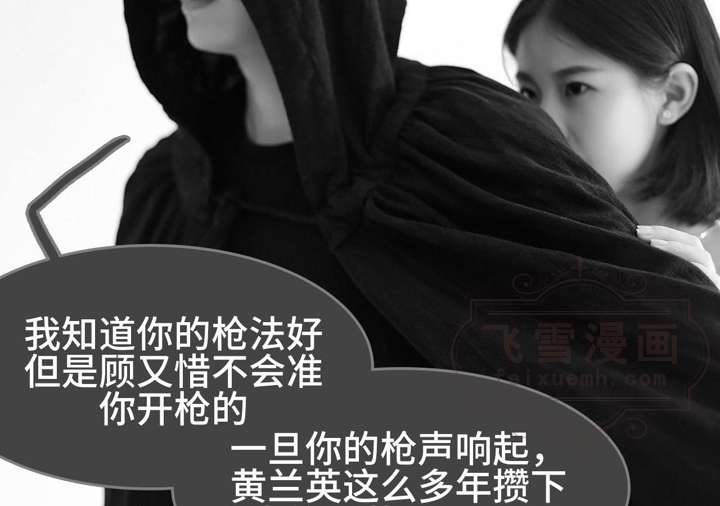 我知道你的枪法好
但是顾又惜不会准
你开枪的
一旦你的枪声响起，
黄兰英这么多年攒下
飞雪漫画
feixuemh.com